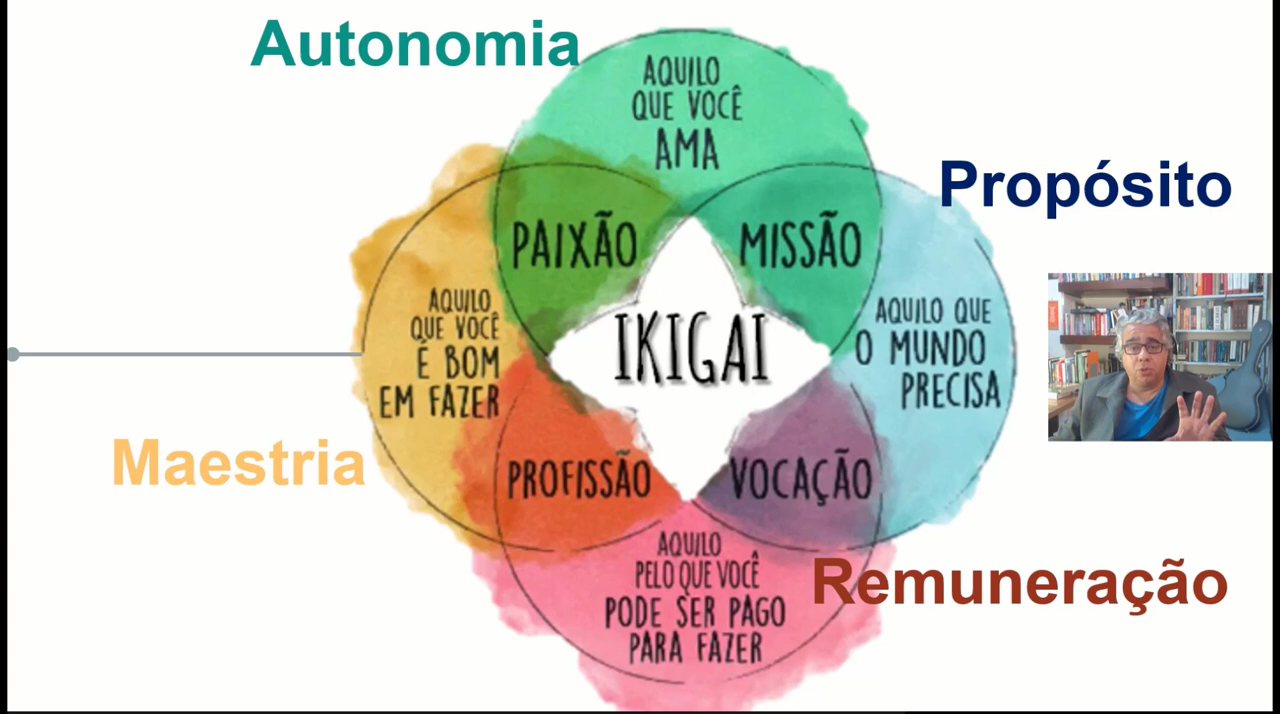 Autonomia
AQUILO
QUE VOCÊ
AMA
Propósito
PAIXÃO
MISSÃO
AQUILO
QUE VOCÊ
É BOM
EM FAZER
IKIGAI
AQUILO QUE
O MUNDO
PRECISA
Maestria
PROFISSÃO
VOCAÇÃO
AQUILO
PELO QUE VOCÊ
PODE SER PAGO
PARA FAZER
Remuneração